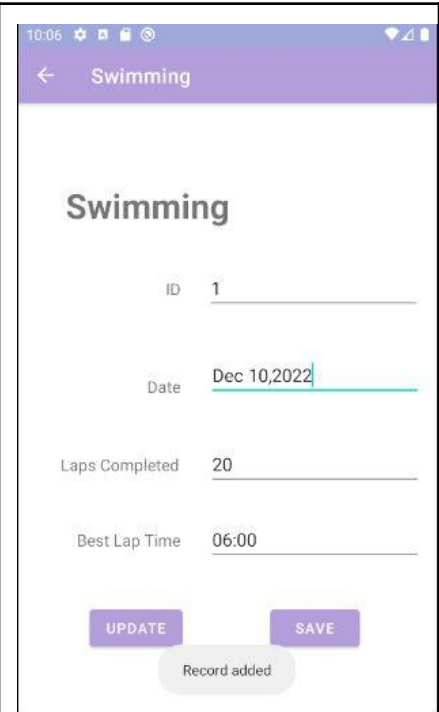 10:06
Swimming
Swimming
ID 1
Date Dec 10,2022
Laps Completed 20
Best Lap Time 06:00
UPDATE SAVE
Record added